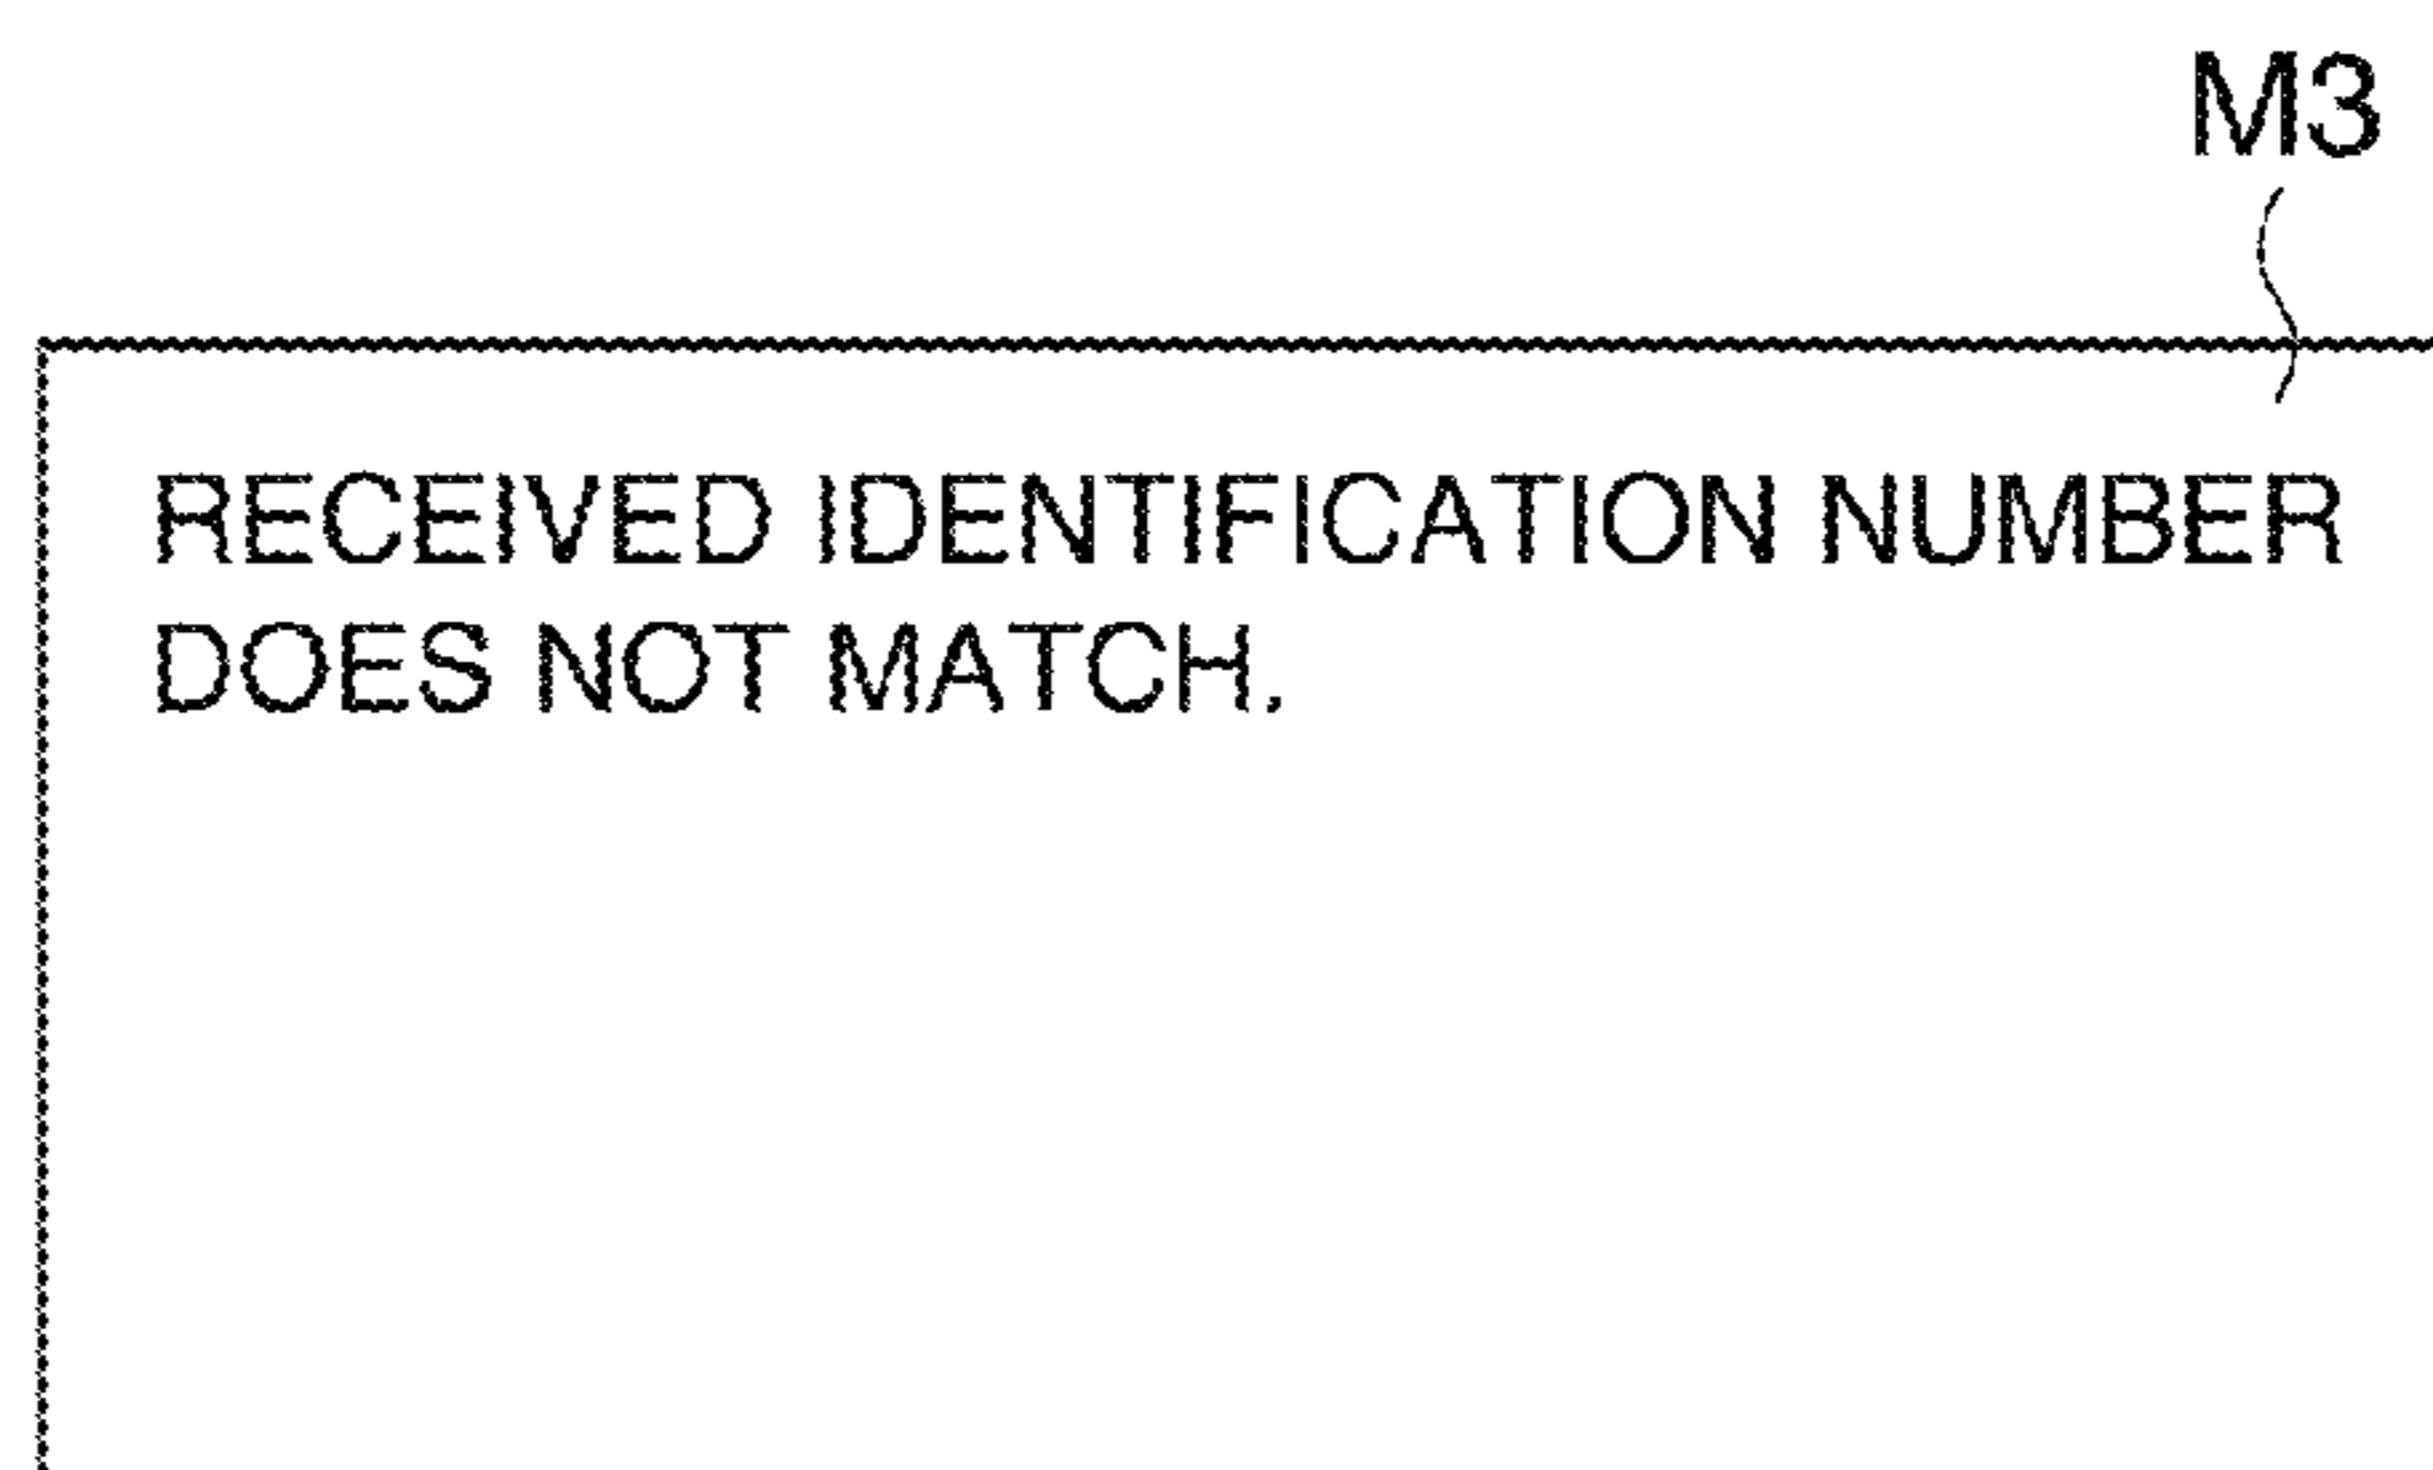 M3
RECEIVED IDENTIFICATION NUMBER
DOES NOT MATCH.